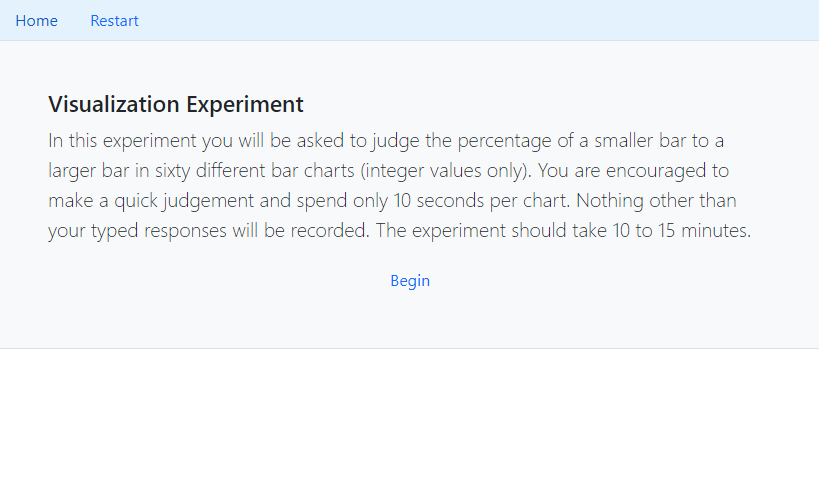 Home Restart
Visualization Experiment
In this experiment you will be asked to judge the percentage of a smaller bar to a
larger bar in sixty different bar charts (integer values only). You are encouraged to
make a quick judgement and spend only 10 seconds per chart. Nothing other than
your typed responses will be recorded. The experiment should take 10 to 15 minutes.
Begin